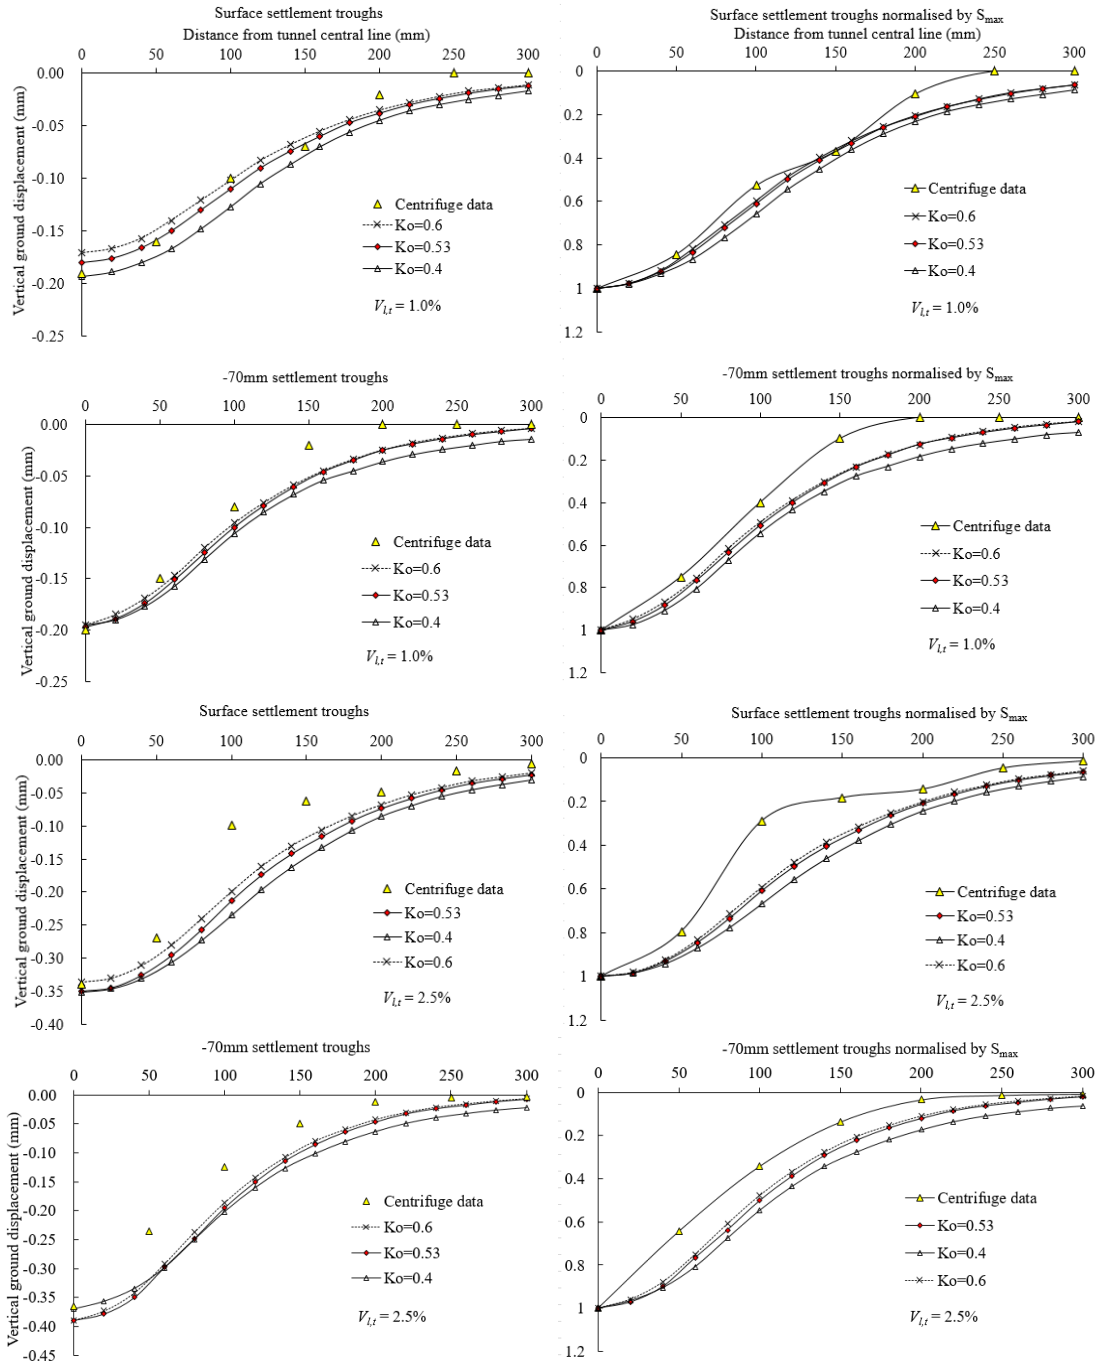 Surface settlement troughs
Distance from tunnel central line (mm)
0 50 100 150 200 250 300
0.00
-0.05
-0.10
-0.15
-0.20
-0.25
Vertical ground displacement (mm)
Centrifuge data
Ko=0.6
Ko=0.53
Ko=0.4
Vl,t = 1.0%
Surface settlement troughs normalised by Smax
Distance from tunnel central line (mm)
0 50 100 150 200 250 300
0
0.2
0.4
0.6
0.8
1
1.2
Centrifuge data
Ko=0.6
Ko=0.53
Ko=0.4
Vl,t = 1.0%
-70mm settlement troughs
0 50 100 150 200 250 300
0.00
-0.05
-0.10
-0.15
-0.20
-0.25
Vertical ground displacement (mm)
Centrifuge data
Ko=0.6
Ko=0.53
Ko=0.4
Vl,t = 1.0%
-70mm settlement troughs normalised by Smax
0 50 100 150 200 250 300
0
0.2
0.4
0.6
0.8
1
1.2
Centrifuge data
Ko=0.6
Ko=0.53
Ko=0.4
Vl,t = 1.0%
Surface settlement troughs
0 50 100 150 200 250 300
0.00
-0.05
-0.10
-0.15
-0.20
-0.25
-0.30
-0.35
-0.40
Vertical ground displacement (mm)
Centrifuge data
Ko=0.53
Ko=0.4
Ko=0.6
Vl,t = 2.5%
Surface settlement troughs normalised by Smax
0 50 100 150 200 250 300
0
0.2
0.4
0.6
0.8
1
1.2
Centrifuge data
Ko=0.53
Ko=0.4
Ko=0.6
Vl,t = 2.5%
-70mm settlement troughs
0 50 100 150 200 250 300
0.00
-0.05
-0.10
-0.15
-0.20
-0.25
-0.30
-0.35
-0.40
-0.45
Vertical ground displacement (mm)
Centrifuge data
Ko=0.6
Ko=0.53
Ko=0.4
Vl,t = 2.5%
-70mm settlement troughs normalised by Smax
0 50 100 150 200 250 300
0
0.2
0.4
0.6
0.8
1
1.2
Centrifuge data
Ko=0.53
Ko=0.4
Ko=0.6
Vl,t = 2.5%